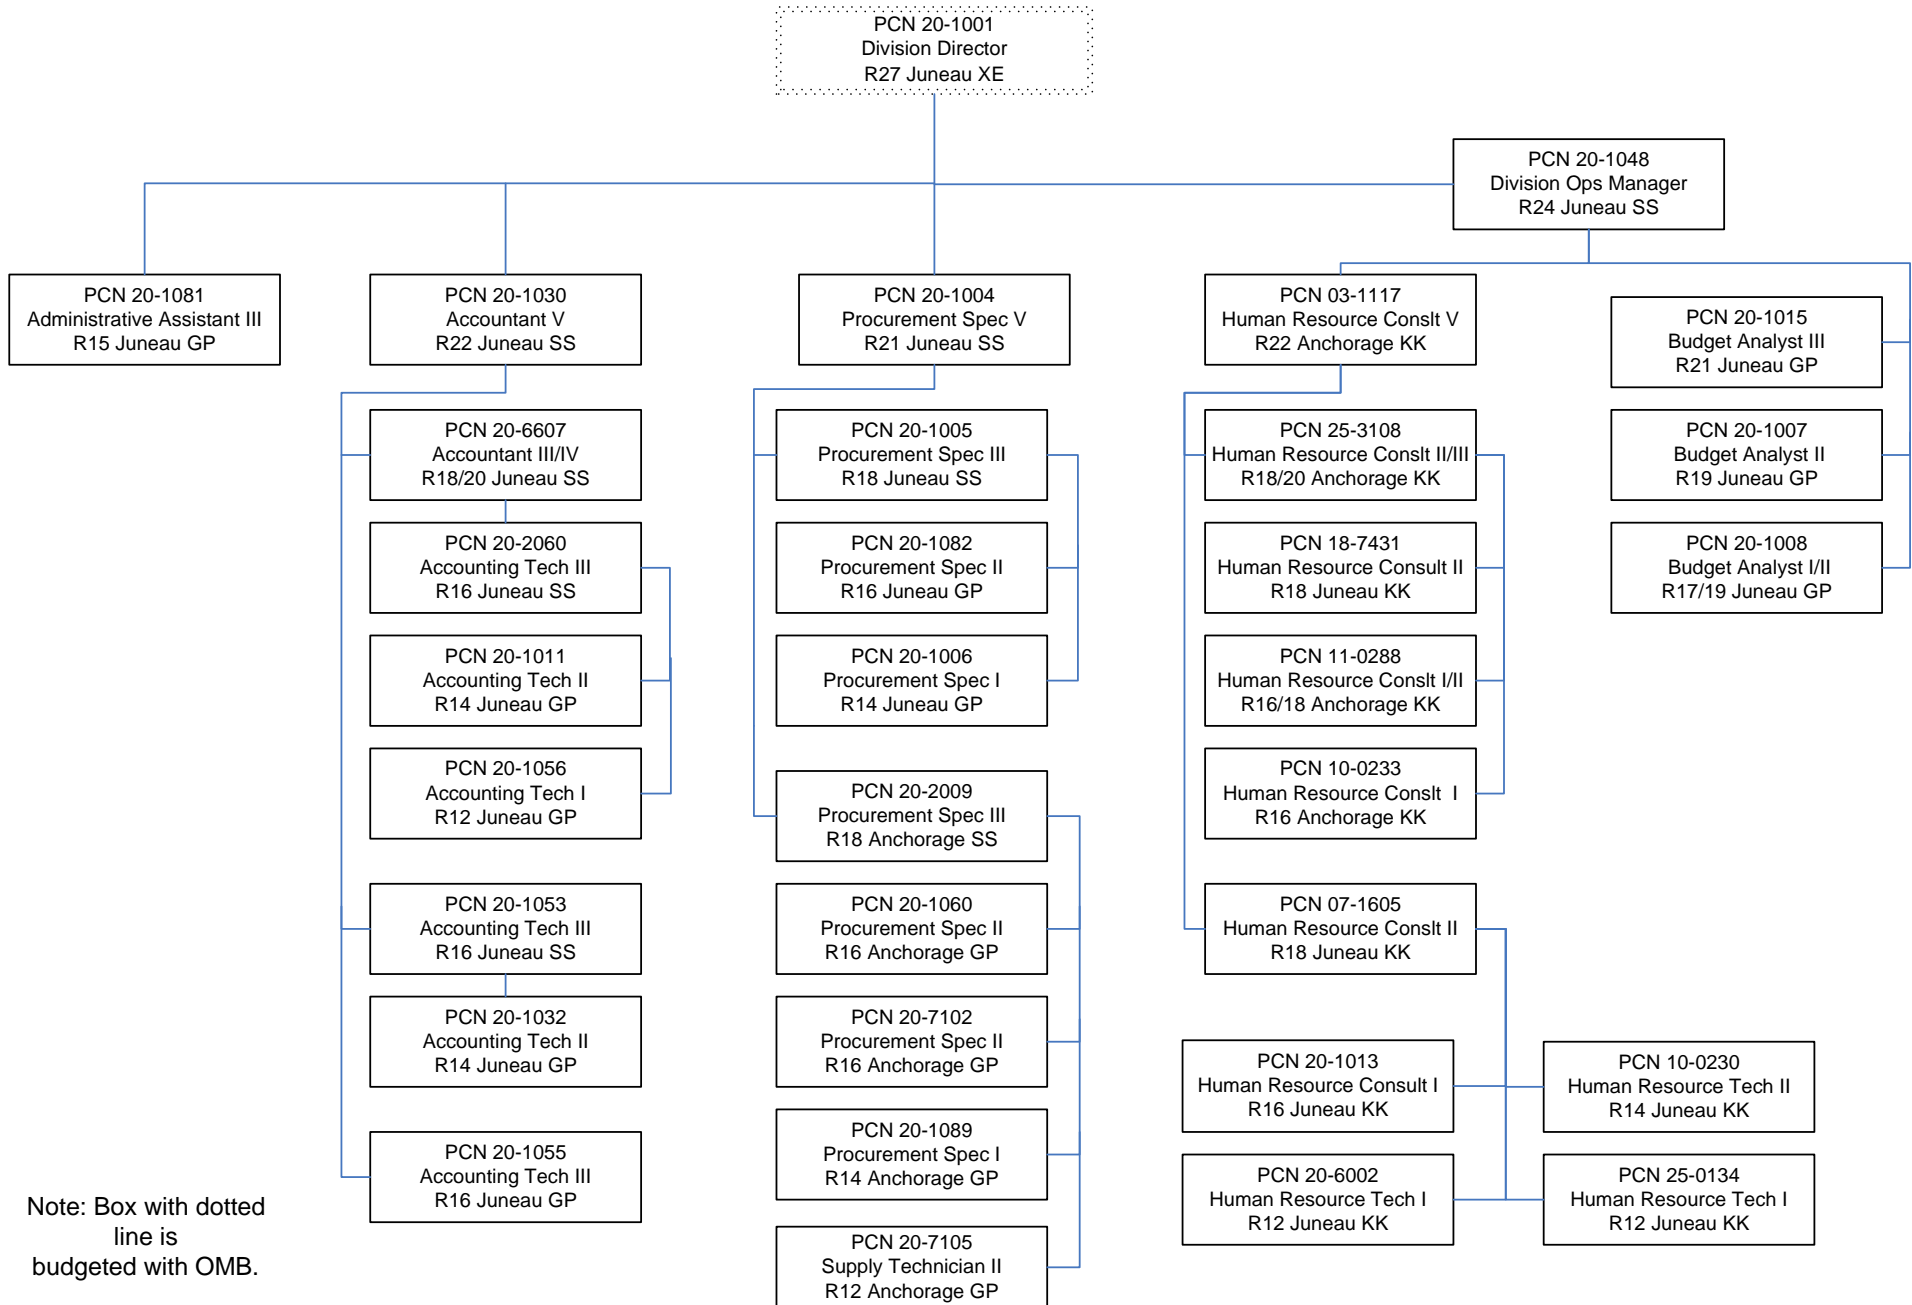 PCN 20-1001
Division Director
R27 Juneau XE
PCN 20-1048
Division Ops Manager
R24 Juneau SS
PCN 20-1081
Administrative Assistant III
R15 Juneau GP
PCN 20-1030
Accountant V
R22 Juneau SS
PCN 20-1004
Procurement Spec V
R21 Juneau SS
PCN 03-1117
Human Resource Conslt V
R22 Anchorage KK
PCN 20-1015
Budget Analyst III
R21 Juneau GP
PCN 20-6607
Accountant III/IV
R18/20 Juneau SS
PCN 20-1005
Procurement Spec III
R18 Juneau SS
PCN 25-3108
Human Resource Conslt II/III
R18/20 Anchorage KK
PCN 20-1007
Budget Analyst II
R19 Juneau GP
PCN 20-2060
Accounting Tech III
R16 Juneau SS
PCN 20-1082
Procurement Spec II
R16 Juneau GP
PCN 18-7431
Human Resource Consult II
R18 Juneau KK
PCN 20-1008
Budget Analyst I/II
R17/19 Juneau GP
PCN 20-1011
Accounting Tech II
R14 Juneau GP
PCN 20-1006
Procurement Spec I
R14 Juneau GP
PCN 11-0288
Human Resource Conslt I/II
R16/18 Anchorage KK
PCN 20-1056
Accounting Tech I
R12 Juneau GP
PCN 20-2009
Procurement Spec III
R18 Anchorage SS
PCN 10-0233
Human Resource Conslt I
R16 Anchorage KK
PCN 20-1053
Accounting Tech III
R16 Juneau SS
PCN 20-1060
Procurement Spec II
R16 Anchorage GP
PCN 07-1605
Human Resource Conslt II
R18 Juneau KK
PCN 20-1032
Accounting Tech II
R14 Juneau GP
PCN 20-7102
Procurement Spec II
R16 Anchorage GP
PCN 20-1013
Human Resource Consult I
R16 Juneau KK
PCN 10-0230
Human Resource Tech II
R14 Juneau KK
PCN 20-1055
Accounting Tech III
R16 Juneau GP
PCN 20-1089
Procurement Spec I
R14 Anchorage GP
PCN 20-6002
Human Resource Tech I
R12 Juneau KK
PCN 25-0134
Human Resource Tech I
R12 Juneau KK
PCN 20-7105
Supply Technician II
R12 Anchorage GP
Note: Box with dotted
line is
budgeted with OMB.